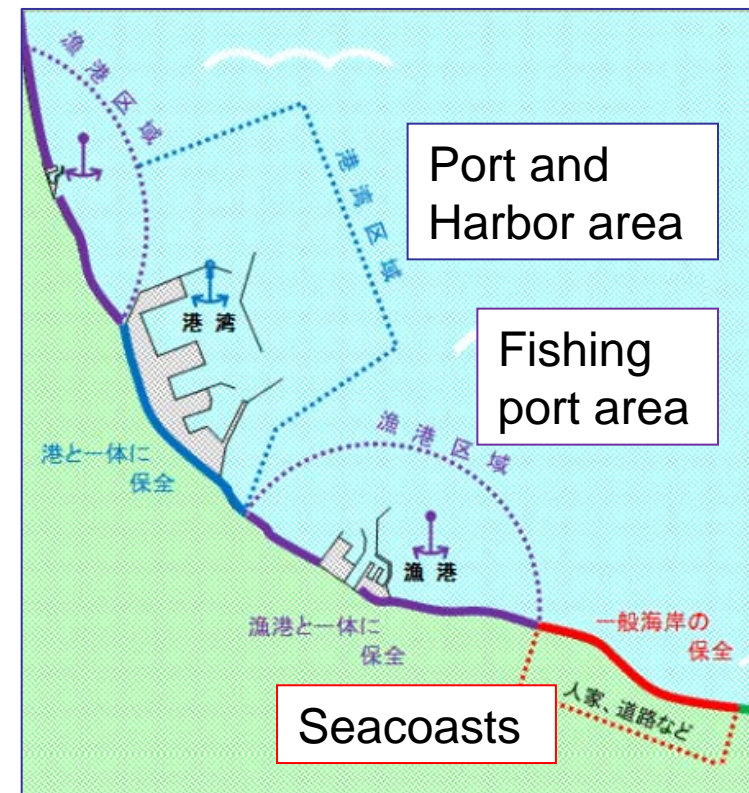 漁港区域
港湾区域
Port and
Harbor area
港湾
Fishing
port area
漁港区域
港と一体に
保全
漁港
漁港と一体に
保全
一般海岸の
保全
人家、道路など
Seacoasts